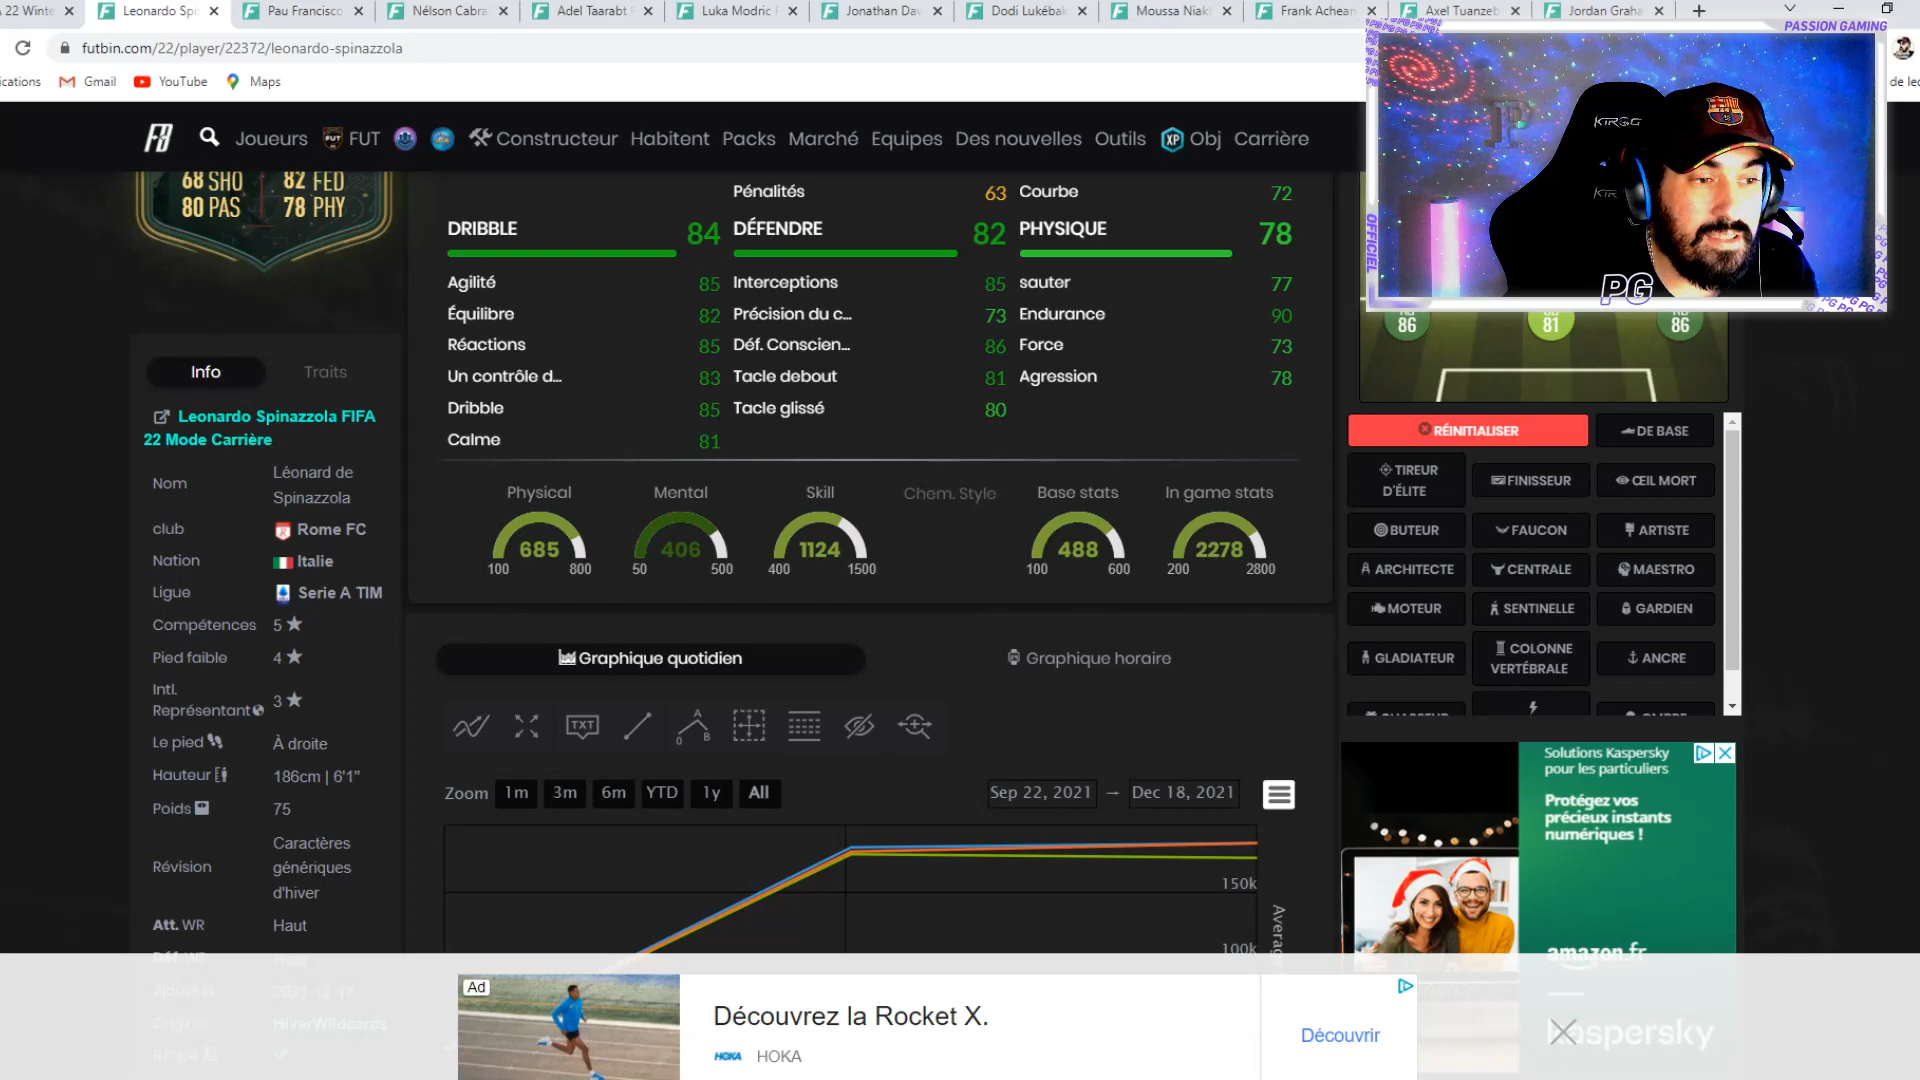 22 Winte
Leonardo Spi
Pau Francisco
Nélson Cabra
Adel Taarabt F
Luka Modric F
Jonathan Dav
Dodi Lukébak
Moussa Niakh
Frank Acheam
Axel Tuanzeb
Jordan Graha
futbin.com/22/player/22372/leonardo-spinazzola
cations
Gmail
YouTube
Maps
de lec
PASSION GAMING
OFFICIEL
PG
Joueurs
FUT
Constructeur
Habitent
Packs
Marché
Equipes
Des nouvelles
Outils
XP
Obj
Carrière
68 SHO 82 FED
80 PAS 78 PHY
Pénalités 63
Courbe 72
DRIBBLE 84
DÉFENDRE 82
PHYSIQUE 78
Agilité 85
Interceptions 85
sauter 77
Équilibre 82
Précision du c... 73
Endurance 90
Réactions 85
Déf. Conscien... 86
Force 73
Un contrôle d... 83
Tacle debout 81
Agression 78
Dribble 85
Tacle glissé 80
Calme 81
86
81
86
Physical
Mental
Skill
Chem. Style
Base stats
In game stats
685
406
1124
488
2278
100 800
50 500
400 1500
100 600
200 2800
Info
Traits
Leonardo Spinazzola FIFA
22 Mode Carrière
Nom
Léonard de
Spinazzola
club
Rome FC
Nation
Italie
Ligue
Serie A TIM
Compétences
5
Pied faible
4
Intl.
Représentant
3
Le pied
À droite
Hauteur
186cm | 6'1"
Poids
75
Révision
Caractères
génériques
d'hiver
Att. WR
Haut
Graphique quotidien
Graphique horaire
TXT
A
0
B
Zoom
1m
3m
6m
YTD
1y
All
Sep 22, 2021
→
Dec 18, 2021
150k
100k
RÉINITIALISER
DE BASE
TIREUR
D'ÉLITE
FINISSEUR
ŒIL MORT
BUTEUR
FAUCON
ARTISTE
ARCHITECTE
CENTRALE
MAESTRO
MOTEUR
SENTINELLE
GARDIEN
GLADIATEUR
COLONNE
VERTÉBRALE
ANCRE
Solutions Kaspersky
pour les particuliers
Protégez vos
précieux instants
numériques !
amazon.fr
kaspersky
Ad
Découvrez la Rocket X.
HOKA
HOKA
Découvrir